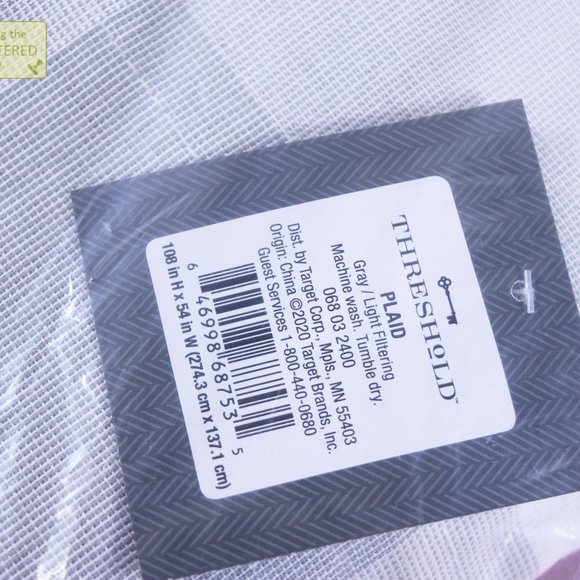 g the
TERED
THRESHOLD
PLAID
Gray / Light FIltering
Machine wash. Tumble dry.
068 03 2400
Dist. by Target Corp., Mpls., MN 55403
Origin: China ©2020 Target Brands, Inc.
Guest Services 1-800-440-0680
6 46998 68753 5
108 in H x 54 in W (274.3 cm x 137.1 cm)